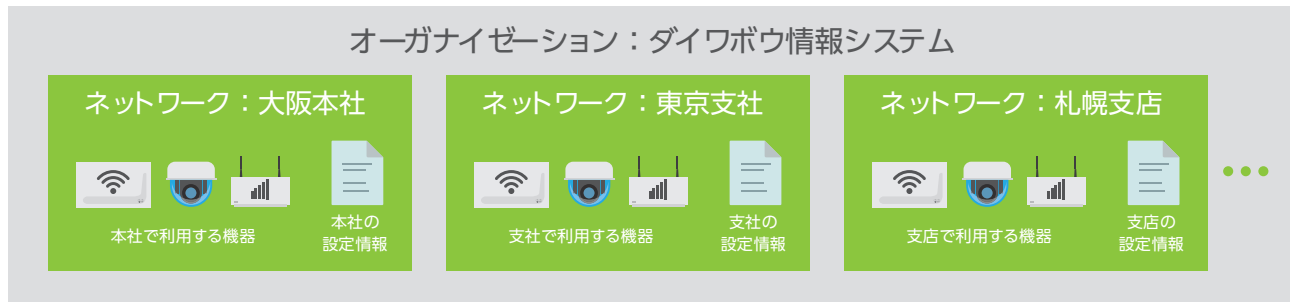 オーガナイゼーション：ダイワボウ情報システム
ネットワーク：大阪本社
本社で利用する機器
本社の
設定情報
ネットワーク：東京支社
支社で利用する機器
支社の
設定情報
ネットワーク：札幌支店
支店で利用する機器
支店の
設定情報